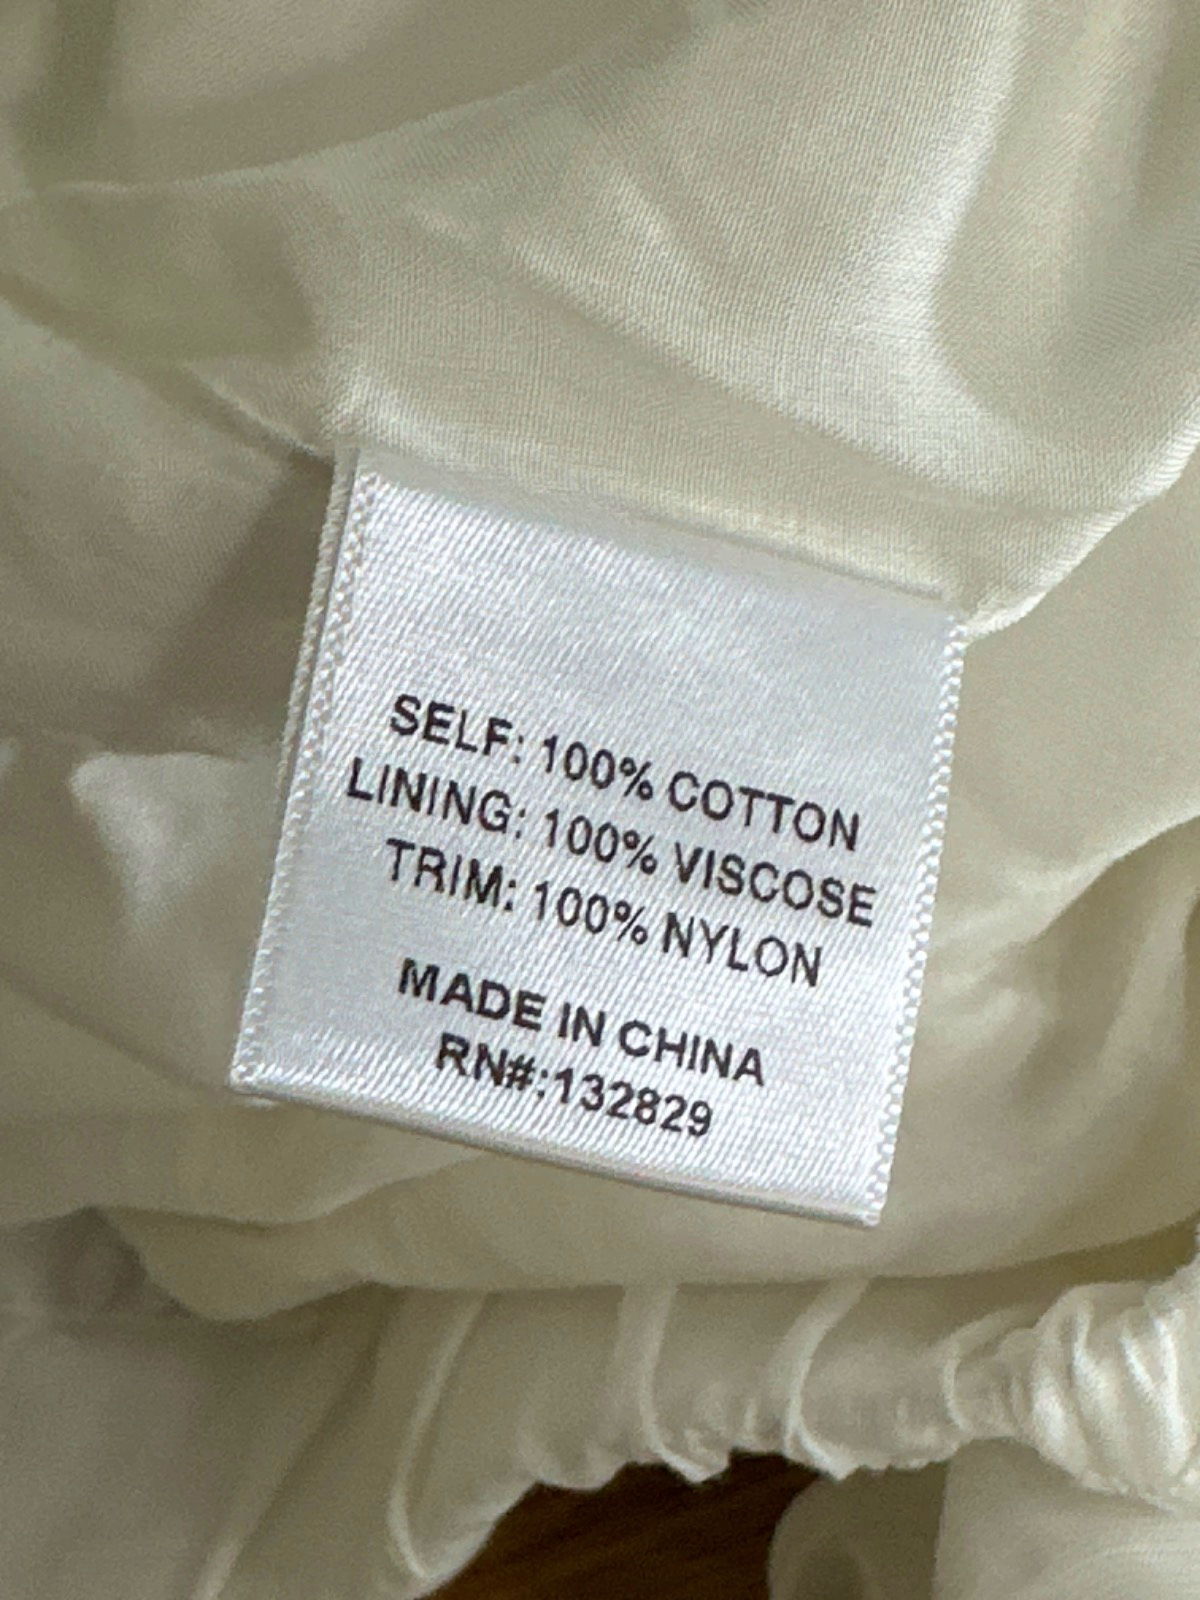 SELF: 100% COTTON
LINING: 100% VISCOSE
TRIM: 100% NYLON
MADE IN CHINA
RN#:132829